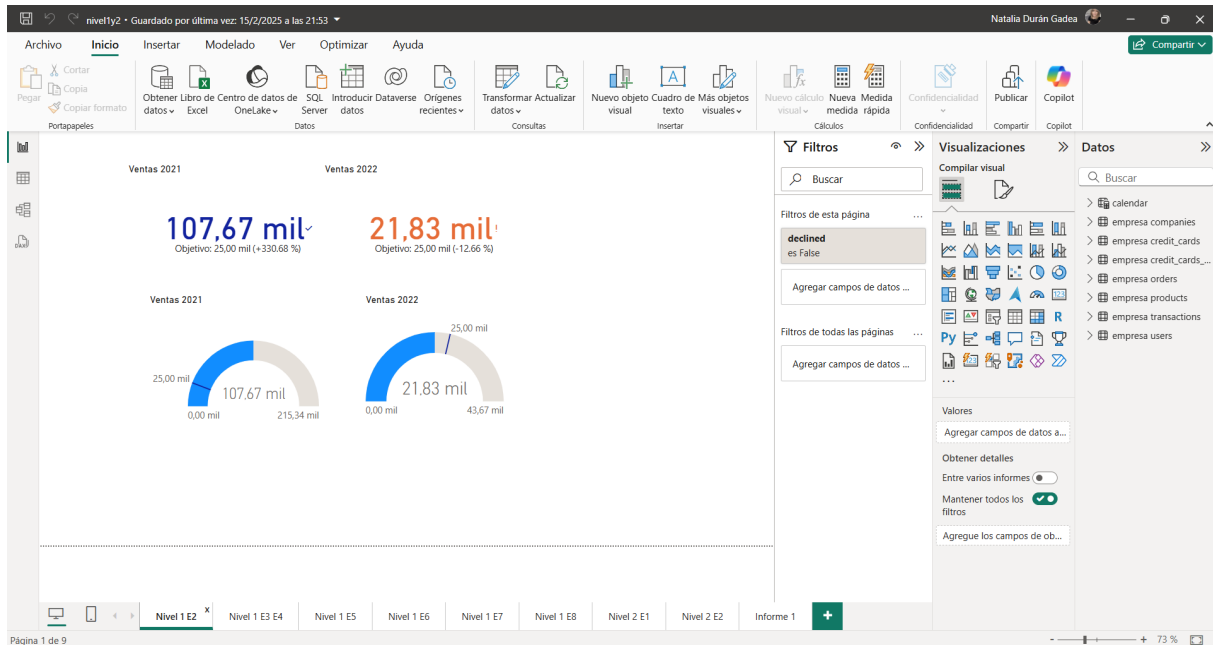 nivel1y2 • Guardado por última vez: 15/2/2025 a las 21:53
Natalia Durán Gadea
Archivo Inicio Insertar Modelado Ver Optimizar Ayuda
Compartir
Pegar
Cortar
Copia
Copiar formato
Portapapeles
Obtener datos
Libro de Excel
Centro de datos de OneLake
SQL Server
Introducir datos
Dataverse
Orígenes recientes
Datos
Transformar datos
Actualizar
Consultas
Nuevo objeto visual
Cuadro de texto
Más objetos visuales
Insertar
Nuevo cálculo visual
Nueva medida
Medida rápida
Cálculos
Confidencialidad
Confidencialidad
Publicar
Compartir
Copilot
Copilot
Ventas 2021
107,67 mil
Objetivo: 25,00 mil (+330.68 %)
Ventas 2022
21,83 mil!
Objetivo: 25,00 mil (-12.66 %)
Ventas 2021
25,00 mil
107,67 mil
0,00 mil
215,34 mil
Ventas 2022
25,00 mil
21,83 mil
0,00 mil
43,67 mil
Filtros
Buscar
Filtros de esta página ...
declined
es False
Agregar campos de datos ...
Filtros de todas las páginas ...
Agregar campos de datos ...
Visualizaciones
Compilar visual
123
R
Py
...
Valores
Agregar campos de datos a...
Obtener detalles
Entre varios informes
Mantener todos los
filtros
Agregue los campos de ob...
Datos
Buscar
calendar
empresa companies
empresa credit_cards
empresa credit_cards_...
empresa orders
empresa products
empresa transactions
empresa users
Nivel 1 E2 x
Nivel 1 E3 E4
Nivel 1 E5
Nivel 1 E6
Nivel 1 E7
Nivel 1 E8
Nivel 2 E1
Nivel 2 E2
Informe 1
+
Página 1 de 9
- + 73 %